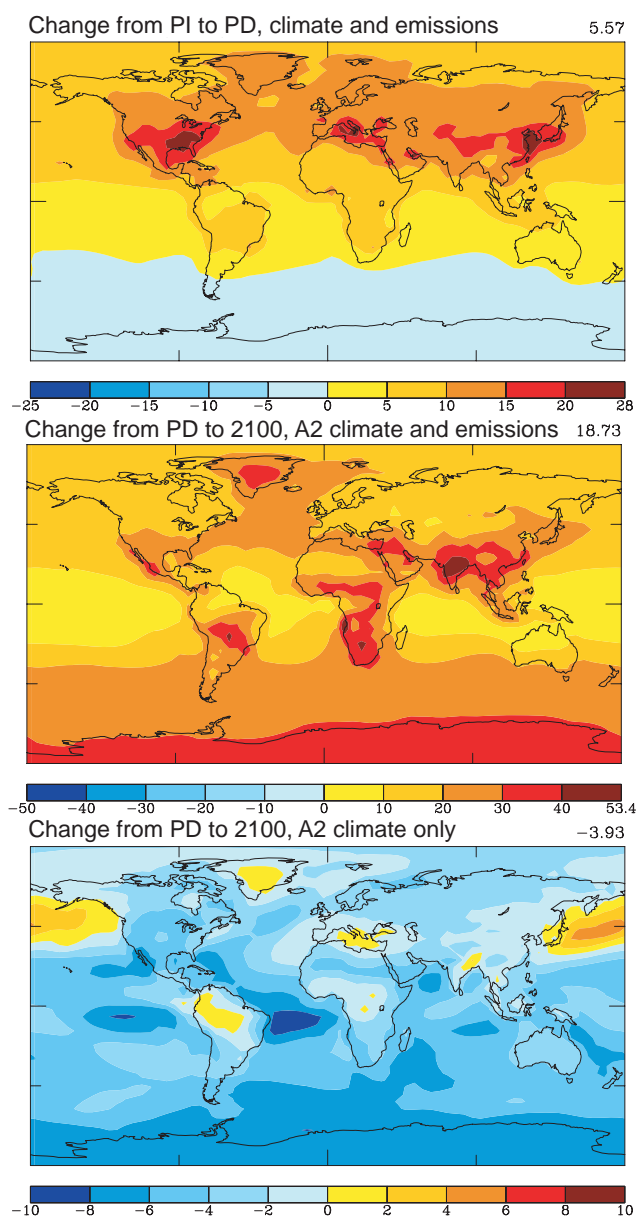 Change from PI to PD, climate and emissions 5.57
−25 −20 −15 −10 −5 0 5 10 15 20 28
Change from PD to 2100, A2 climate and emissions 18.73
−50 −40 −30 −20 −10 0 10 20 30 40 53.4
Change from PD to 2100, A2 climate only −3.93
−10 −8 −6 −4 −2 0 2 4 6 8 10